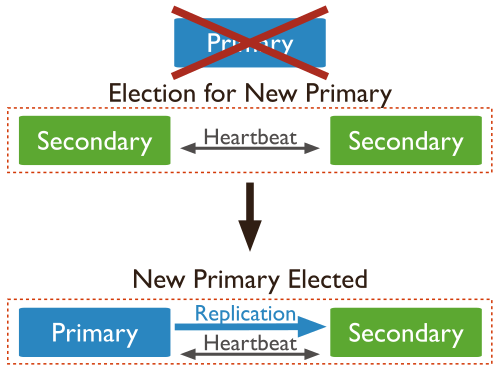 Primary
Election for New Primary
Secondary Heartbeat Secondary
New Primary Elected
Primary Replication Secondary
Heartbeat